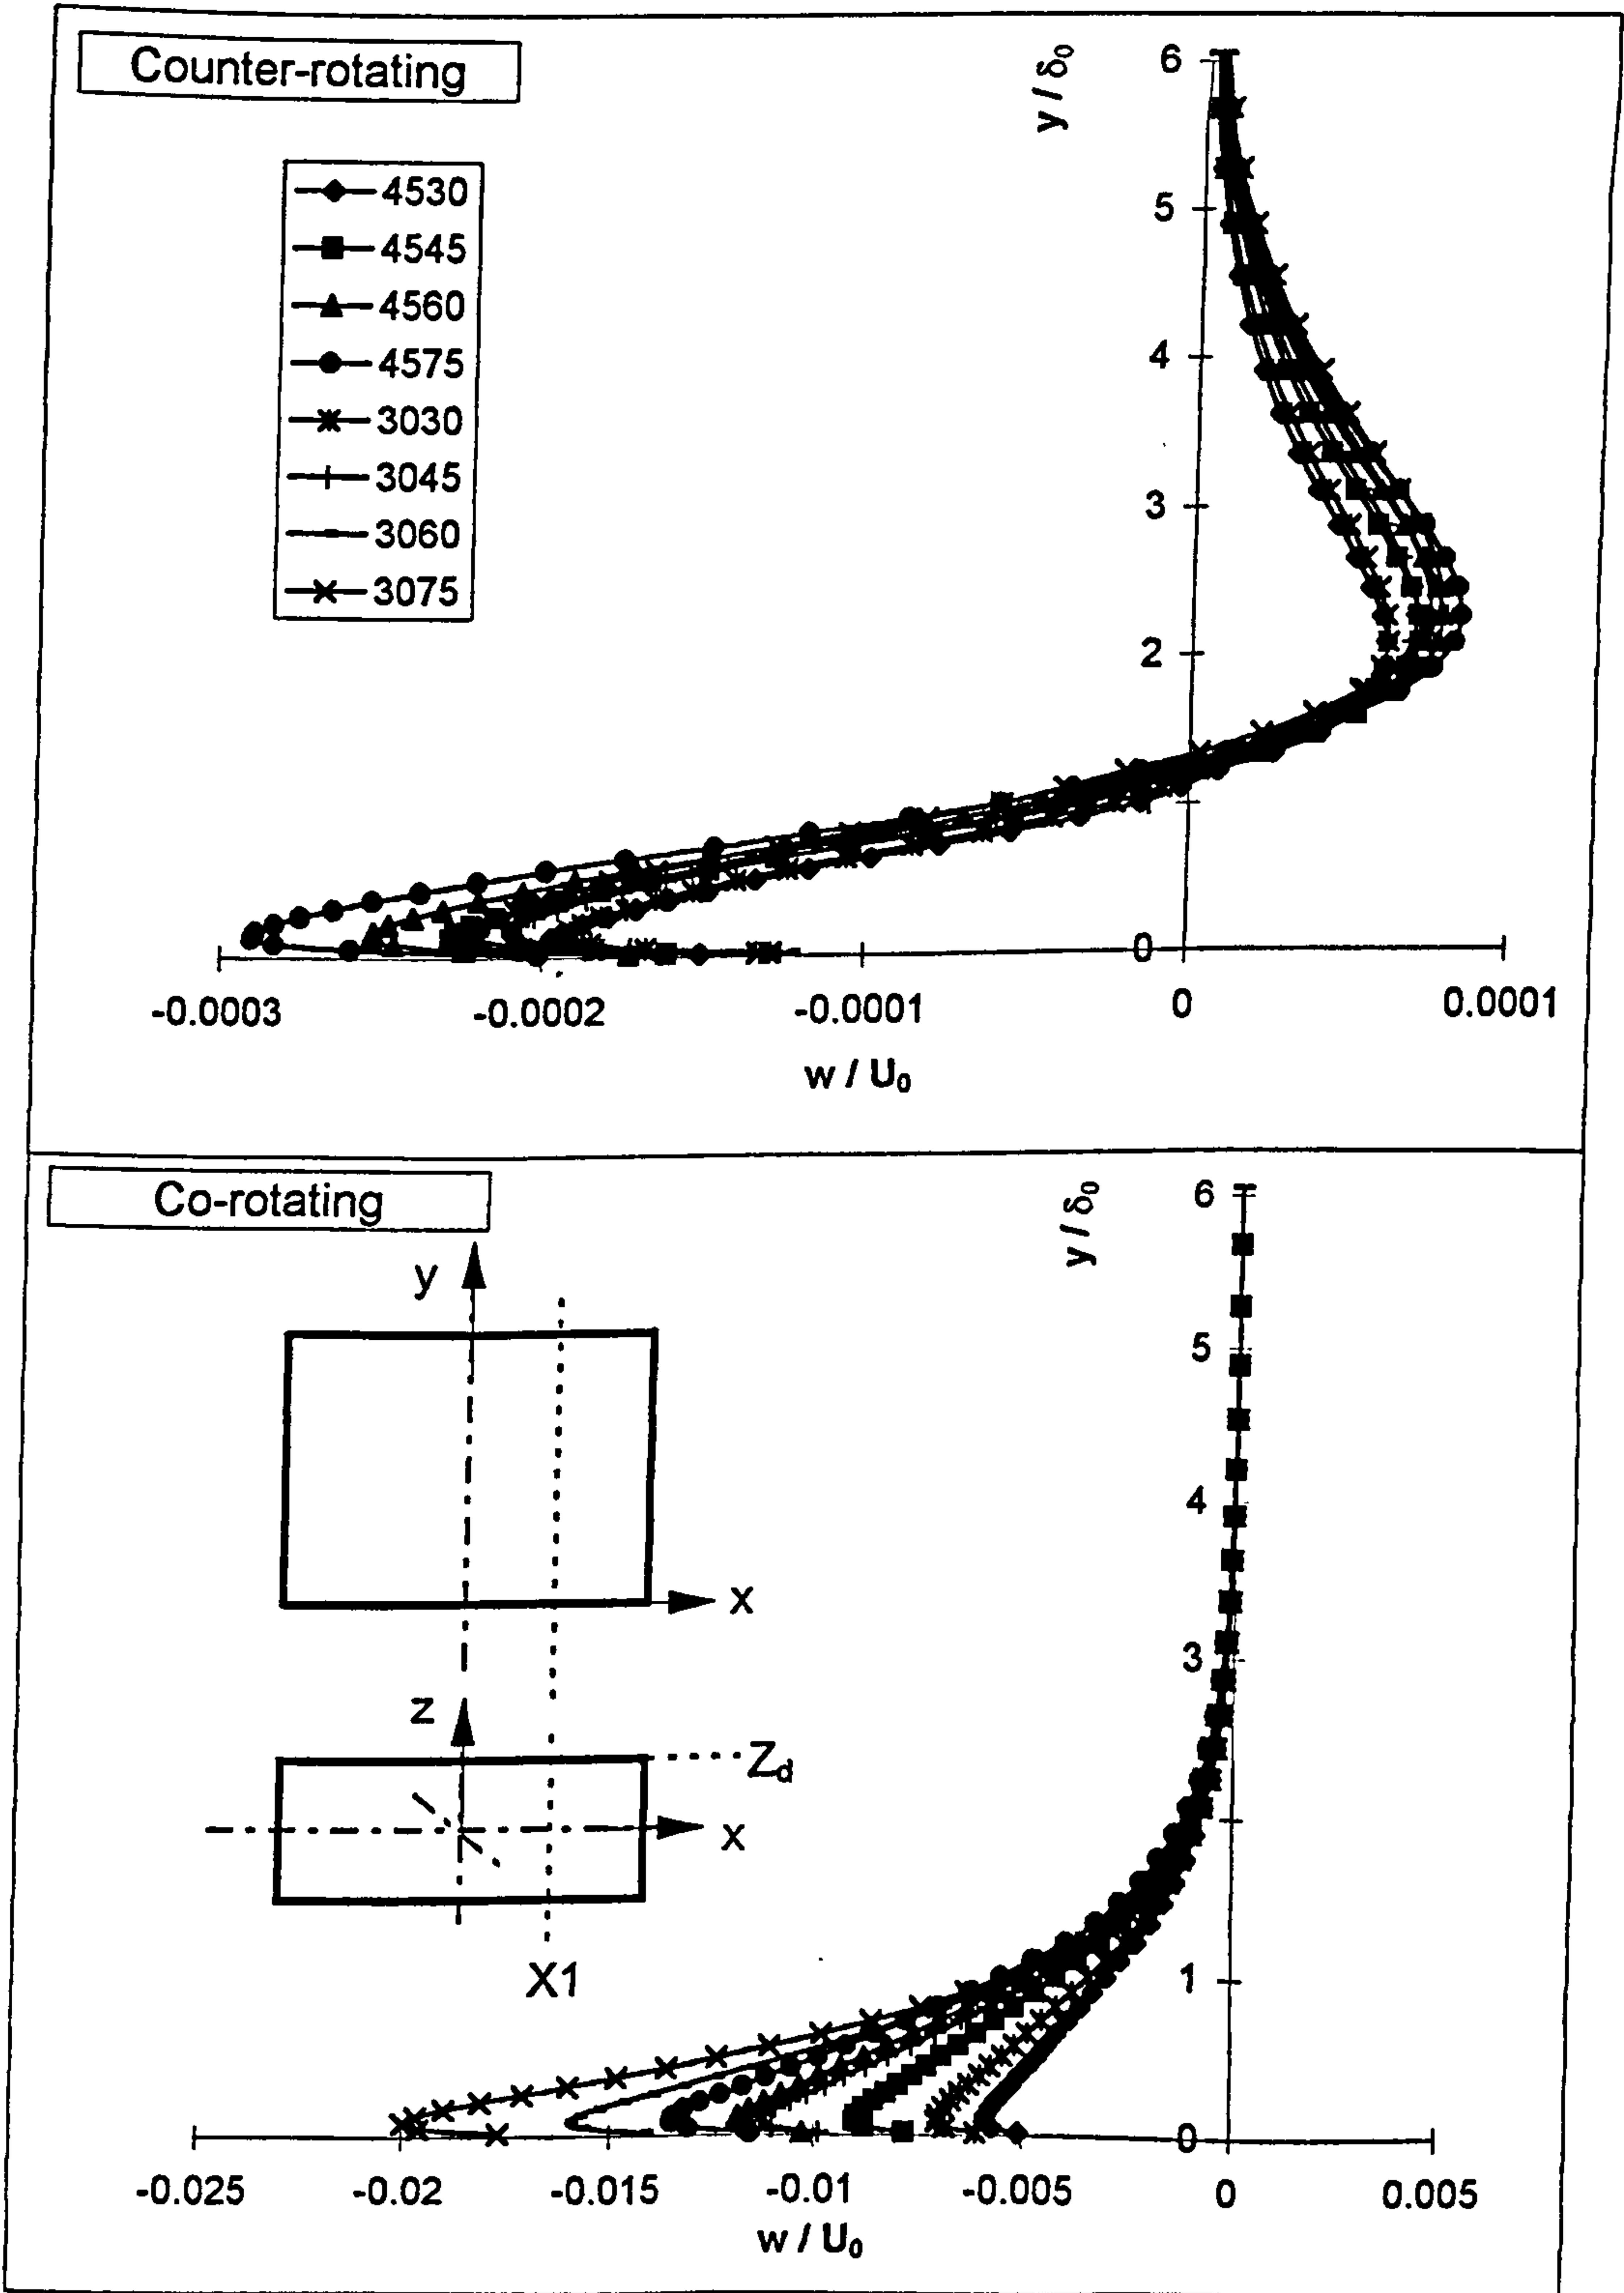 Counter-rotating
y / δ₀
6
5
4
3
2
0
4530
4545
4560
4575
3030
3045
3060
3075
-0.0003
-0.0002
-0.0001
0
0.0001
w / U₀
Co-rotating
y / δ₀
6
5
4
3
1
0
y
x
z
Z_d
x
X1
-0.025
-0.02
-0.015
-0.01
-0.005
0
0.005
w / U₀